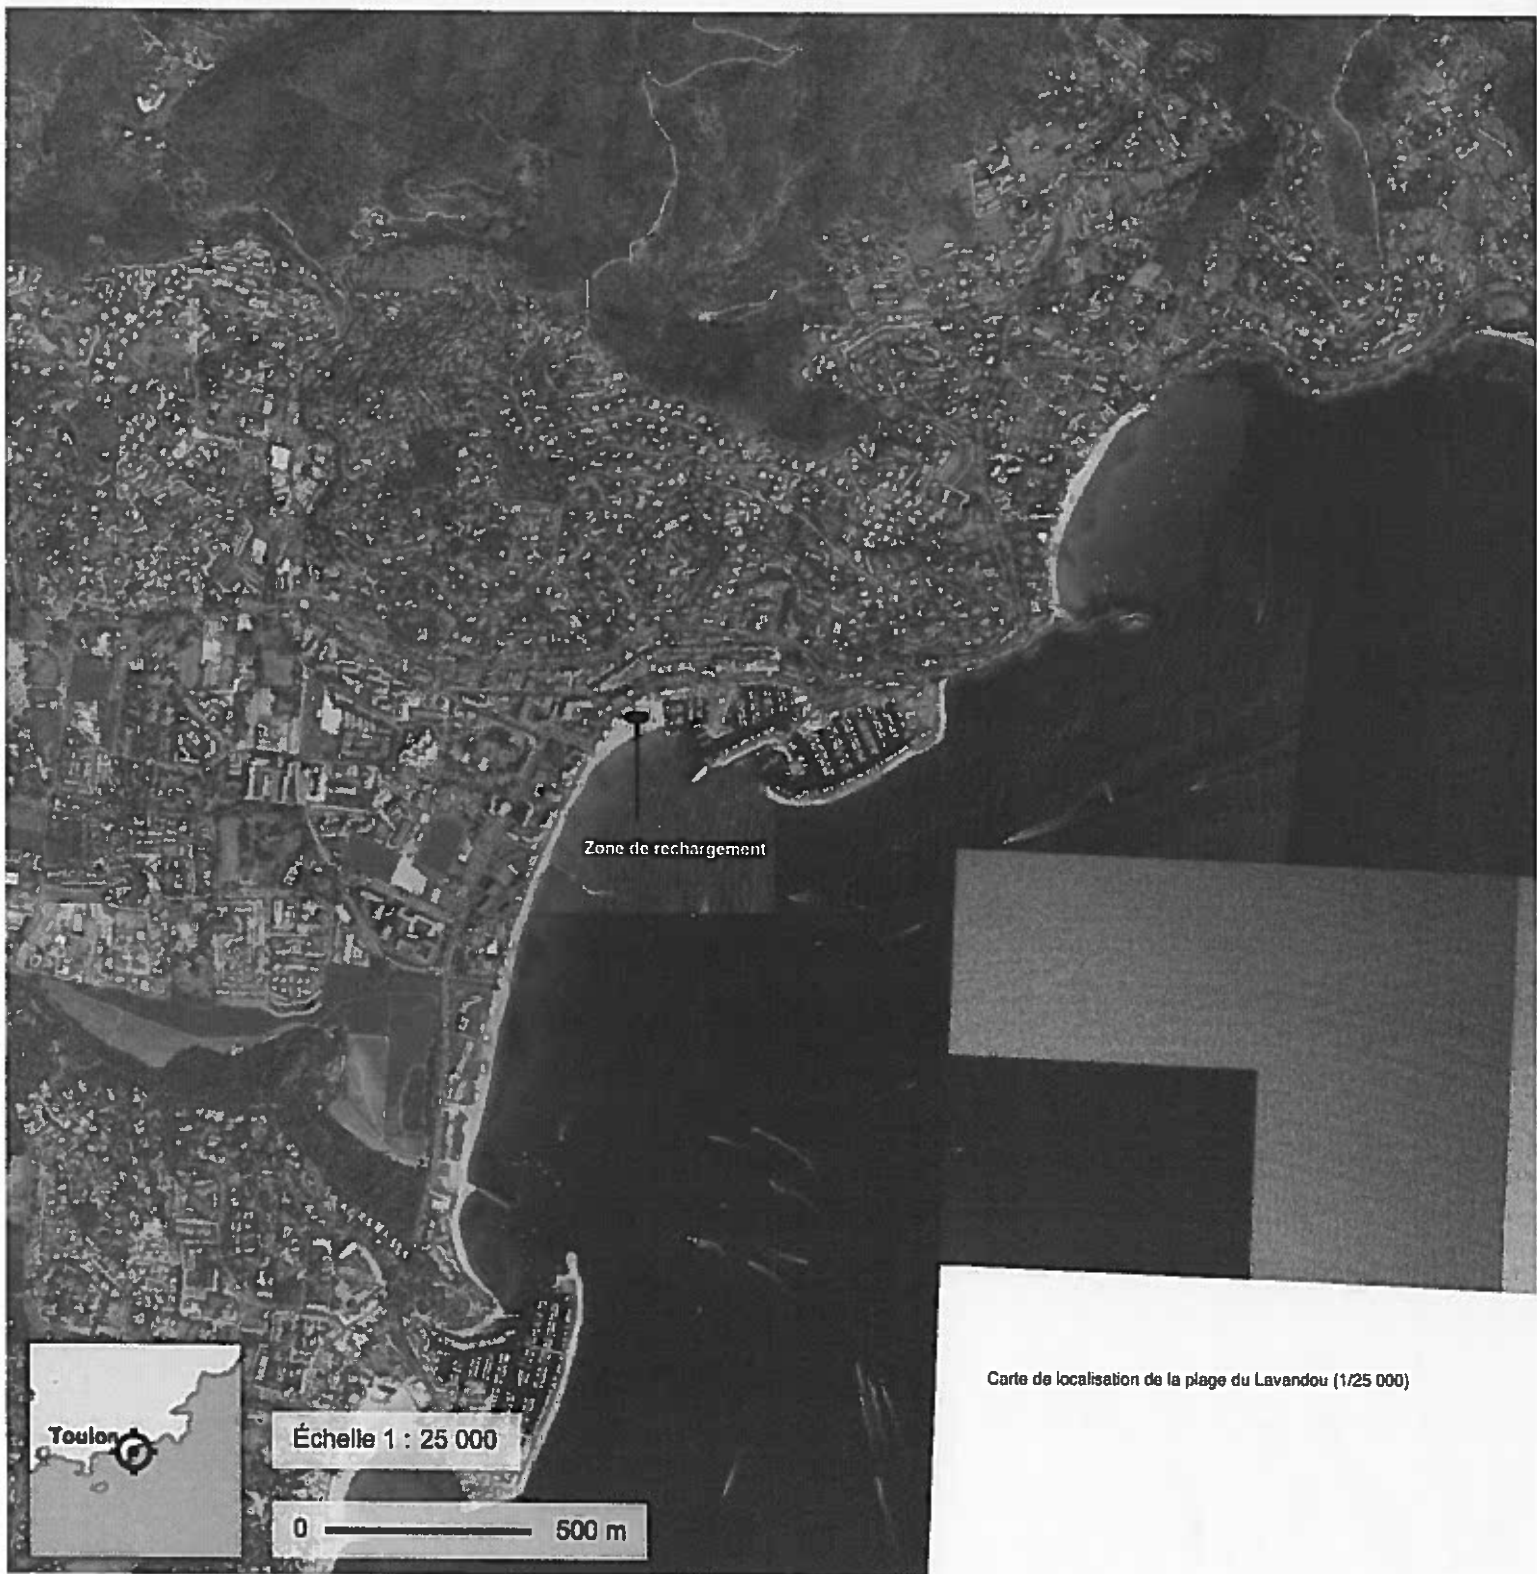 Zone de rechargement
Carte de localisation de la plage du Lavandou (1/25 000)
Toulon
Échelle 1 : 25 000
0 500 m